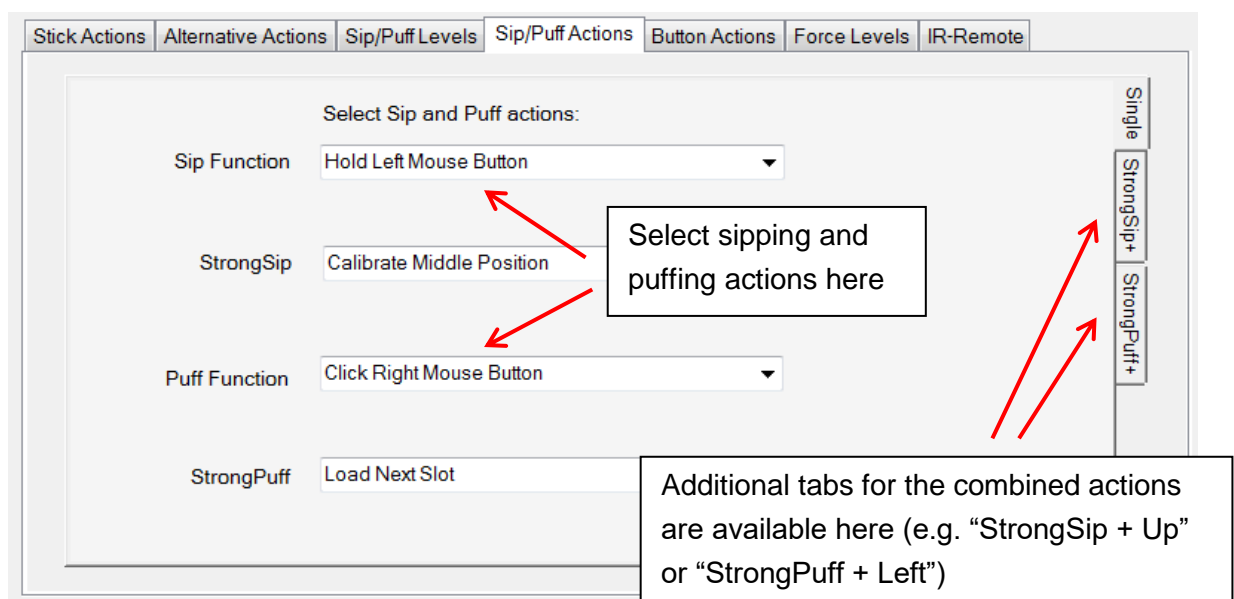 Stick Actions Alternative Actions Sip/Puff Levels Sip/Puff Actions Button Actions Force Levels IR-Remote
Select Sip and Puff actions:
Sip Function Hold Left Mouse Button
StrongSip Calibrate Middle Position
Select sipping and
puffing actions here
Puff Function Click Right Mouse Button
StrongPuff Load Next Slot
Single
StrongSip+
StrongPuff+
Additional tabs for the combined actions
are available here (e.g. “StrongSip + Up”
or “StrongPuff + Left”)